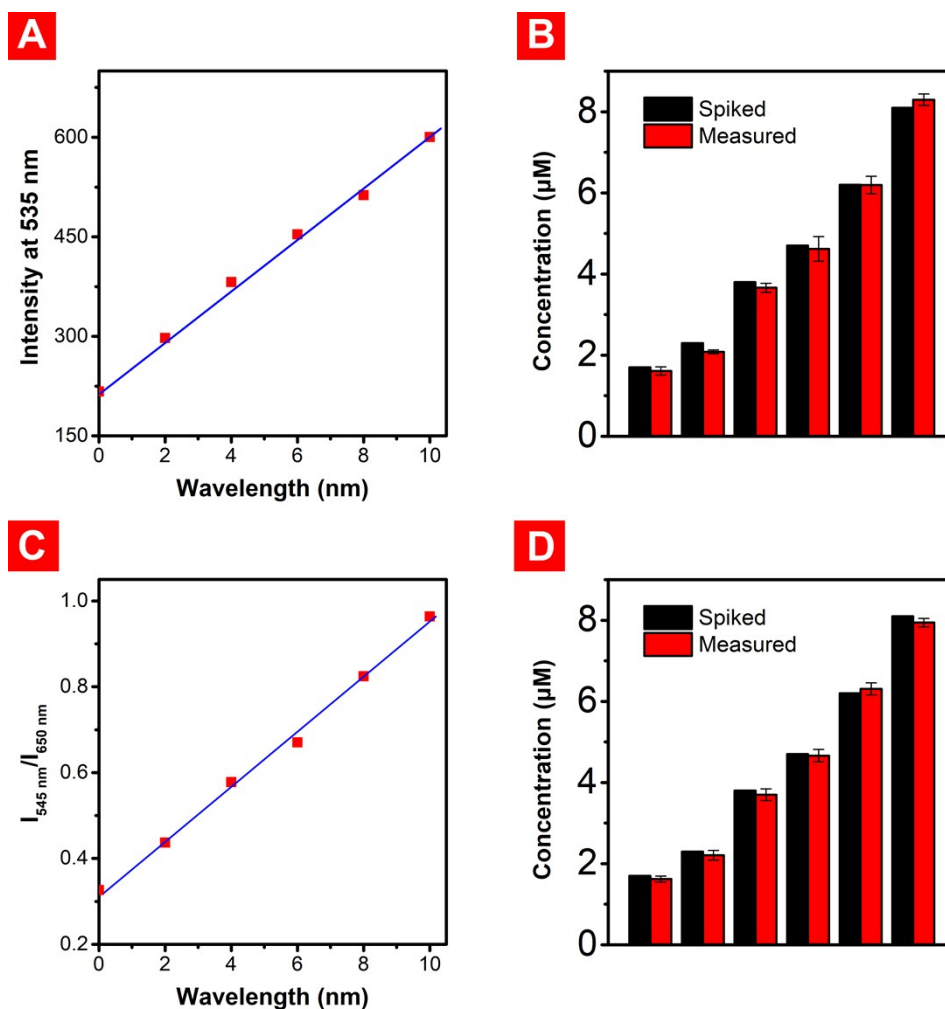 A
Intensity at 535 nm
600
450
300
150
0 2 4 6 8 10
Wavelength (nm)
B
Concentration (µM)
8
6
4
2
0
Spiked
Measured
C
I545 nm/I650 nm
1.0
0.8
0.6
0.4
0.2
0 2 4 6 8 10
Wavelength (nm)
D
Concentration (µM)
8
6
4
2
0
Spiked
Measured